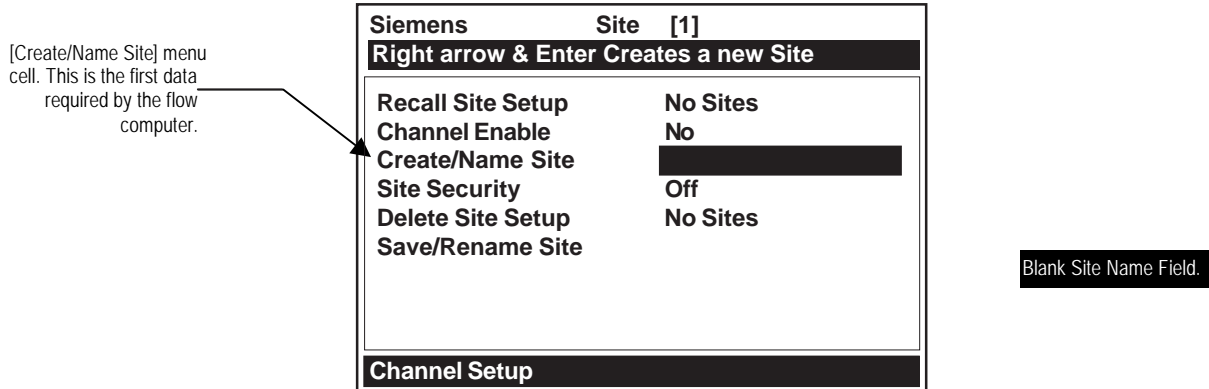 [Create/Name Site] menu
cell. This is the first data
required by the flow
computer.
Siemens Site [1]
Right arrow & Enter Creates a new Site
Recall Site Setup No Sites
Channel Enable No
Create/Name Site
Site Security Off
Delete Site Setup No Sites
Save/Rename Site
Channel Setup
Blank Site Name Field.